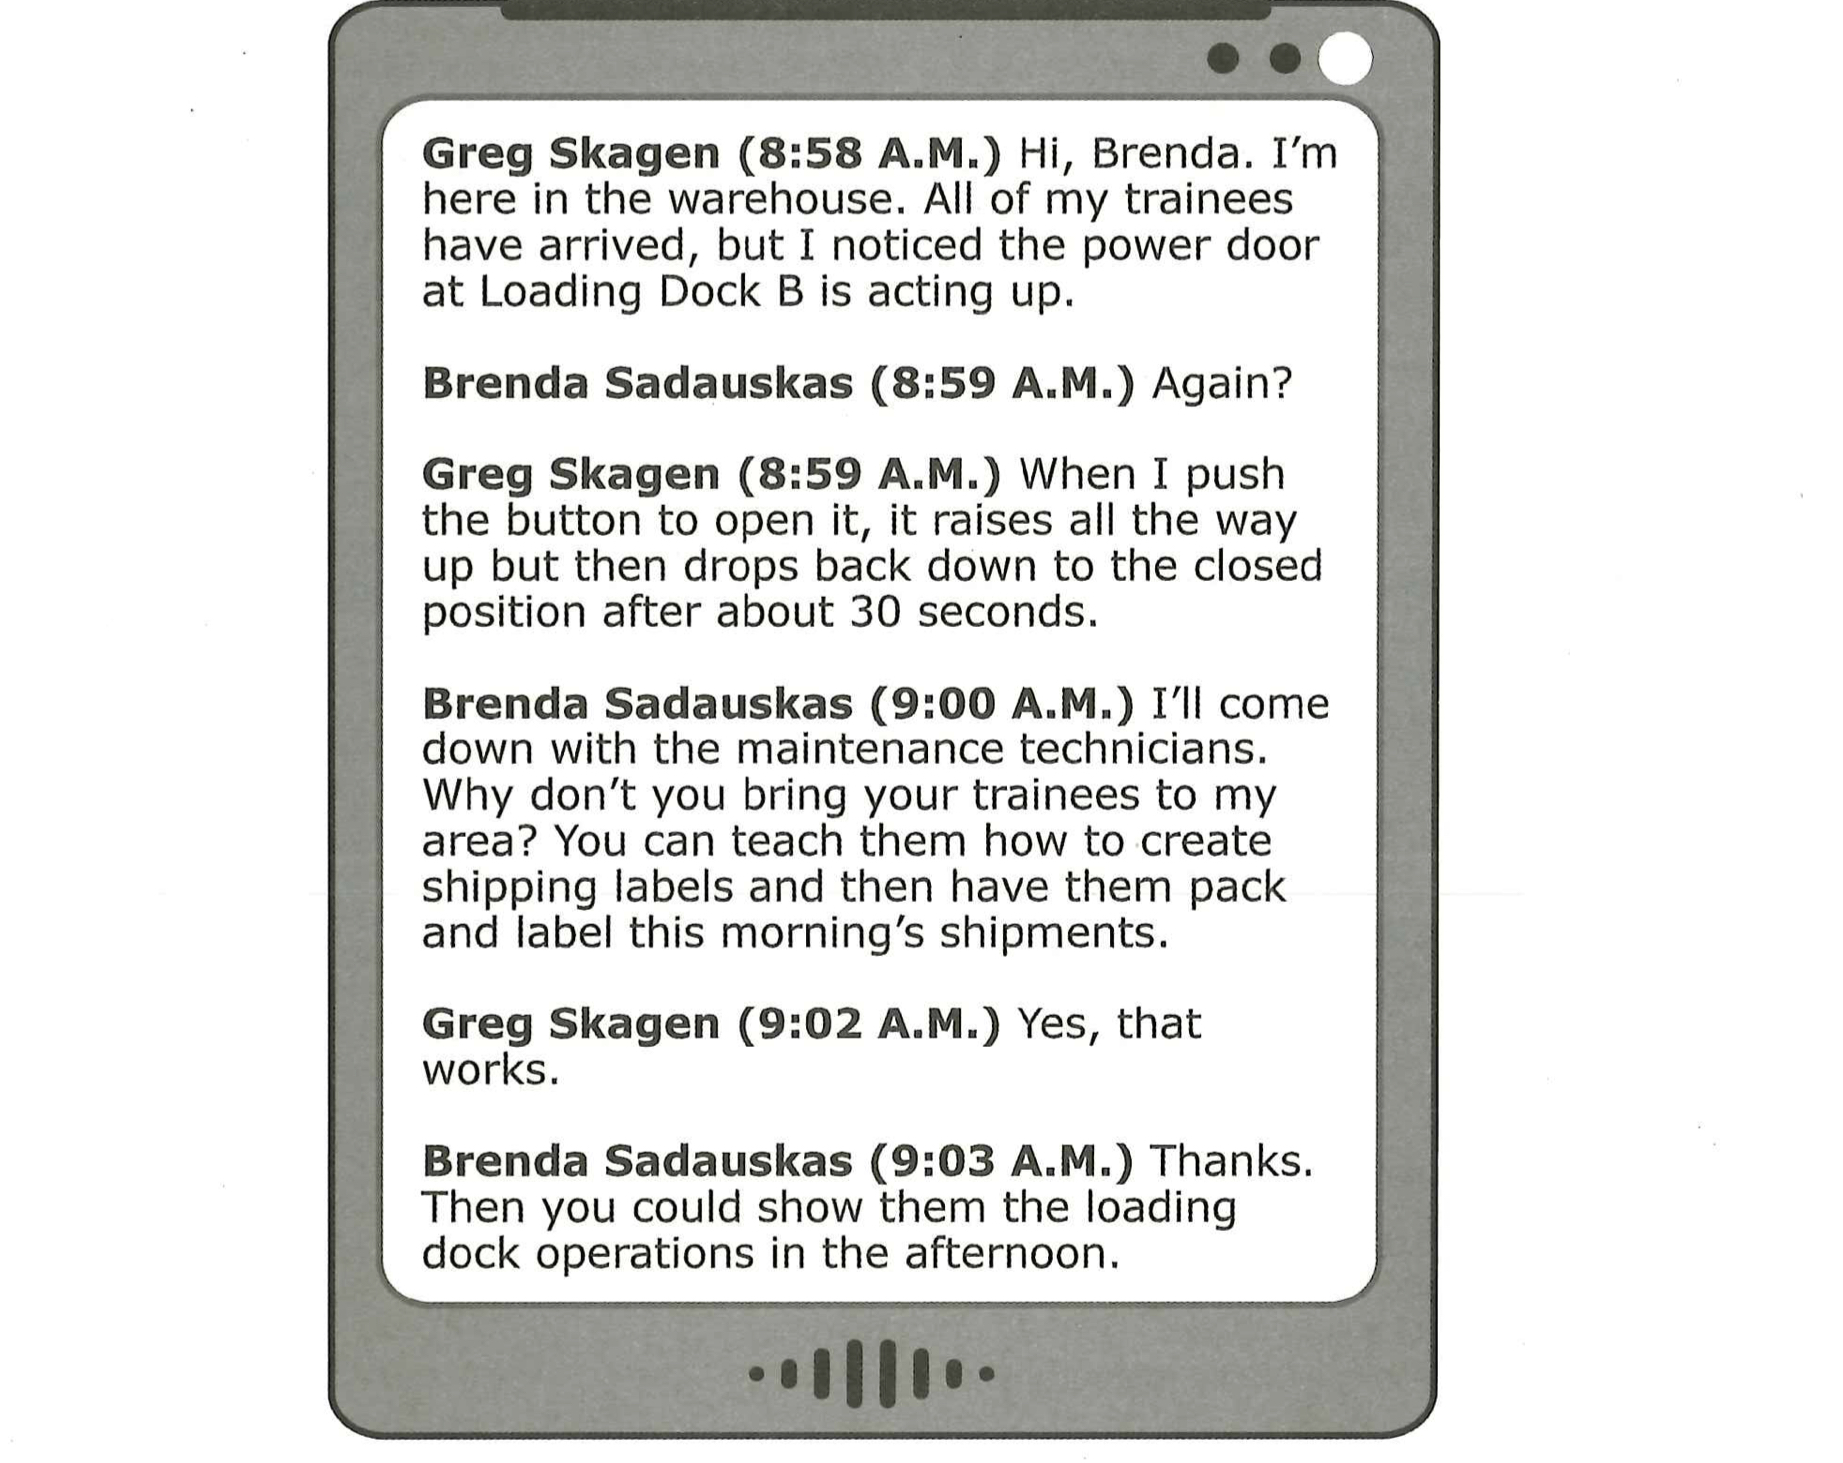 Greg Skagen (8:58 A.M.) Hi, Brenda. I'm
here in the warehouse. All of my trainees
have arrived, but I noticed the power door
at Loading Dock B is acting up.
Brenda Sadauskas (8:59 A.M.) Again?
Greg Skagen (8:59 A.M.) When I push
the button to open it, it raises all the way
up but then drops back down to the closed
position after about 30 seconds.
Brenda Sadauskas (9:00 A.M.) I'll come
down with the maintenance technicians.
Why don't you bring your trainees to my
area? You can teach them how to create
shipping labels and then have them pack
and label this morning's shipments.
Greg Skagen (9:02 A.M.) Yes, that
works.
Brenda Sadauskas (9:03 A.M.) Thanks.
Then you could show them the loading
dock operations in the afternoon.